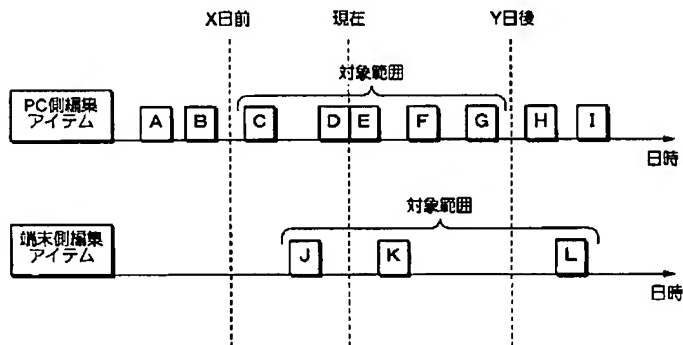 X日前 現在 Y日後
対象範囲
PC側編集
アイテム
A B C D E F G H I
日時
対象範囲
端末側編集
アイテム
J K L
日時